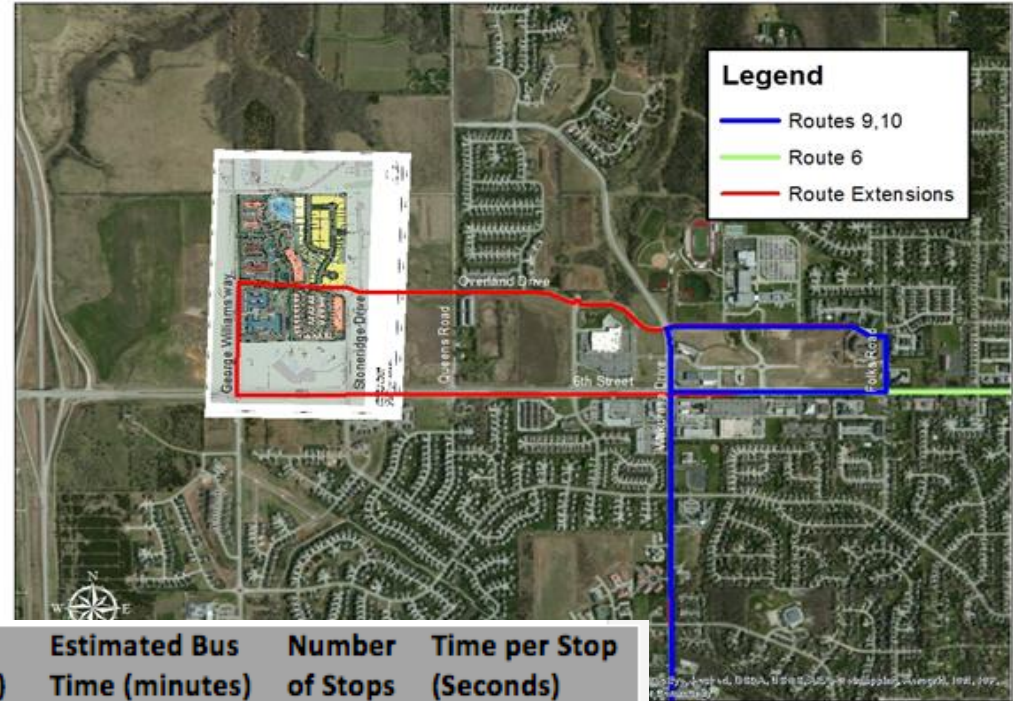 Legend
Routes 9,10
Route 6
Route Extensions
George Williams way
Stoneridge Drive
Queens Road
Overland Drive
6th Street
Drive
Folks Road
N
W E
Estimated Bus Number Time per Stop
) Time (minutes) of Stops (Seconds)